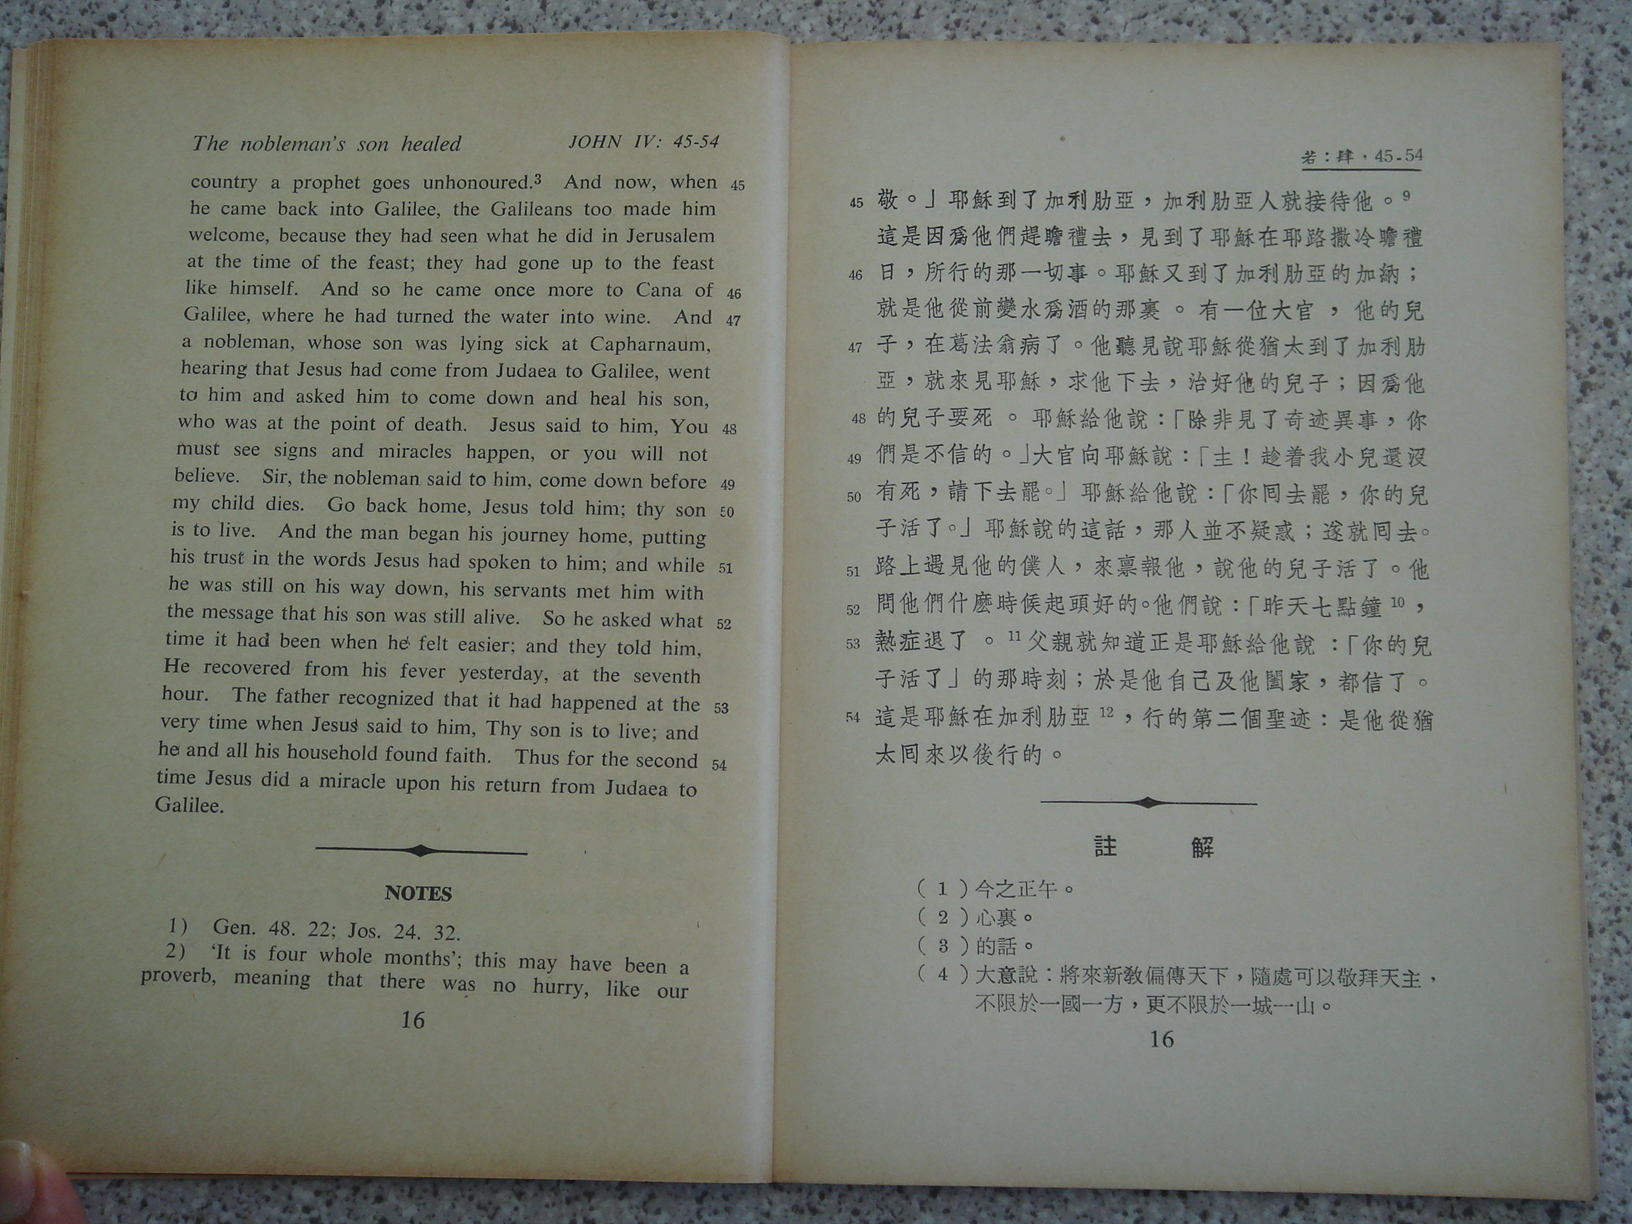 The nobleman's son healed JOHN IV: 45-54
country a prophet goes unhonoured.³ And now, when 45
he came back into Galilee, the Galileans too made him
welcome, because they had seen what he did in Jerusalem
at the time of the feast; they had gone up to the feast
like himself. And so he came once more to Cana of 46
Galilee, where he had turned the water into wine. And 47
a nobleman, whose son was lying sick at Capharnaum,
hearing that Jesus had come from Judaea to Galilee, went
to him and asked him to come down and heal his son,
who was at the point of death. Jesus said to him, You 48
must see signs and miracles happen, or you will not
believe. Sir, the nobleman said to him, come down before 49
my child dies. Go back home, Jesus told him; thy son 50
is to live. And the man began his journey home, putting
his trust in the words Jesus had spoken to him; and while 51
he was still on his way down, his servants met him with
the message that his son was still alive. So he asked what 52
time it had been when he felt easier; and they told him,
He recovered from his fever yesterday, at the seventh
hour. The father recognized that it had happened at the 53
very time when Jesus said to him, Thy son is to live; and
he and all his household found faith. Thus for the second 54
time Jesus did a miracle upon his return from Judaea to
Galilee.
NOTES
1) Gen. 48. 22; Jos. 24. 32.
2) 'It is four whole months'; this may have been a
proverb, meaning that there was no hurry, like our
16
若：肆，45-54
45 敬。」耶穌到了加利肋亞，加利肋亞人就接待他。⁹
這是因爲他們趕瞻禮去，見到了耶穌在耶路撒冷瞻禮
46 日，所行的那一切事。耶穌又到了加利肋亞的加納；
就是他從前變水爲酒的那裏。有一位大官，他的兒
47 子，在葛法翁病了。他聽見說耶穌從猶太到了加利肋
亞，就來見耶穌，求他下去，治好他的兒子；因爲他
48 的兒子要死。耶穌給他說：「除非見了奇迹異事，你
49 們是不信的。」大官向耶穌說：「主！趁着我小兒還沒
50 有死，請下去罷。」耶穌給他說：「你囘去罷，你的兒
子活了。」耶穌說的這話，那人並不疑惑；遂就囘去。
51 路上遇見他的僕人，來稟報他，說他的兒子活了。他
52 問他們什麼時候起頭好的。他們說：「昨天七點鐘¹⁰，
53 熱症退了。¹¹父親就知道正是耶穌給他說：「你的兒
子活了」的那時刻；於是他自己及他闔家，都信了。
54 這是耶穌在加利肋亞¹²，行的第二個聖迹：是他從猶
太囘來以後行的。
註 解
（1）今之正午。
（2）心裏。
（3）的話。
（4）大意說：將來新敎偏傳天下，隨處可以敬拜天主，
不限於一國一方，更不限於一城一山。
16